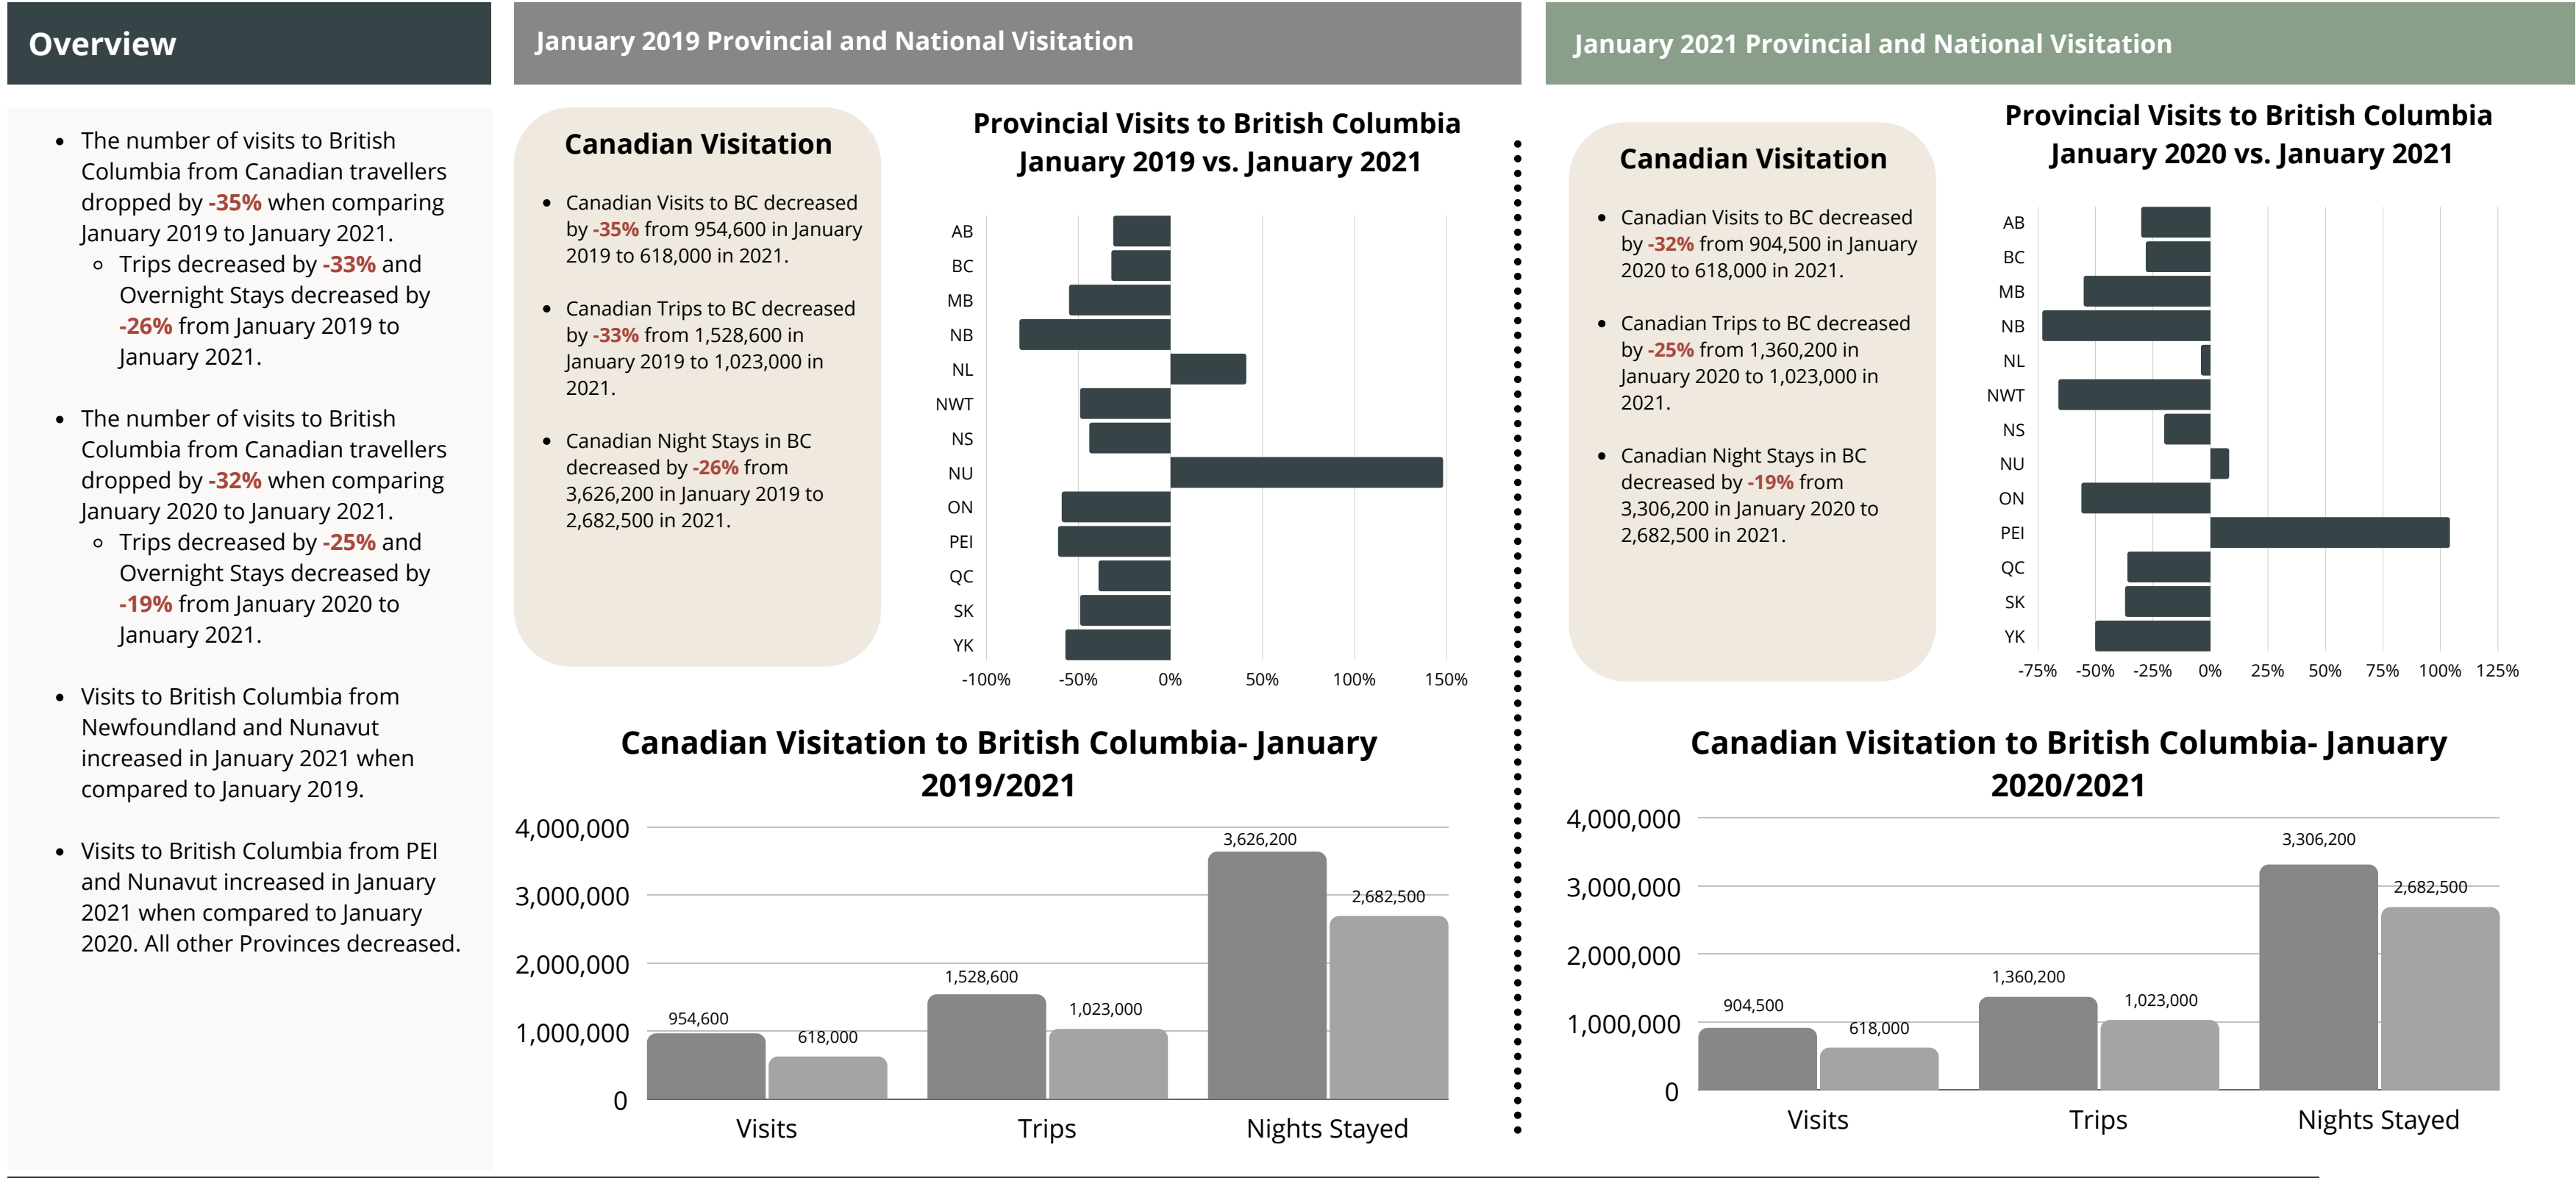 Overview
• The number of visits to British
Columbia from Canadian travellers
dropped by -35% when comparing
January 2019 to January 2021.
◦ Trips decreased by -33% and
Overnight Stays decreased by
-26% from January 2019 to
January 2021.
• The number of visits to British
Columbia from Canadian travellers
dropped by -32% when comparing
January 2020 to January 2021.
◦ Trips decreased by -25% and
Overnight Stays decreased by
-19% from January 2020 to
January 2021.
• Visits to British Columbia from
Newfoundland and Nunavut
increased in January 2021 when
compared to January 2019.
• Visits to British Columbia from PEI
and Nunavut increased in January
2021 when compared to January
2020. All other Provinces decreased.
January 2019 Provincial and National Visitation
Canadian Visitation
• Canadian Visits to BC decreased
by -35% from 954,600 in January
2019 to 618,000 in 2021.
• Canadian Trips to BC decreased
by -33% from 1,528,600 in
January 2019 to 1,023,000 in
2021.
• Canadian Night Stays in BC
decreased by -26% from
3,626,200 in January 2019 to
2,682,500 in 2021.
Provincial Visits to British Columbia
January 2019 vs. January 2021
AB
BC
MB
NB
NL
NWT
NS
NU
ON
PEI
QC
SK
YK
-100% -50% 0% 50% 100% 150%
Canadian Visitation to British Columbia- January
2019/2021
4,000,000
3,000,000
2,000,000
1,000,000
0
954,600
618,000
1,528,600
1,023,000
3,626,200
2,682,500
Visits Trips Nights Stayed
January 2021 Provincial and National Visitation
Canadian Visitation
• Canadian Visits to BC decreased
by -32% from 904,500 in January
2020 to 618,000 in 2021.
• Canadian Trips to BC decreased
by -25% from 1,360,200 in
January 2020 to 1,023,000 in
2021.
• Canadian Night Stays in BC
decreased by -19% from
3,306,200 in January 2020 to
2,682,500 in 2021.
Provincial Visits to British Columbia
January 2020 vs. January 2021
AB
BC
MB
NB
NL
NWT
NS
NU
ON
PEI
QC
SK
YK
-75% -50% -25% 0% 25% 50% 75% 100% 125%
Canadian Visitation to British Columbia- January
2020/2021
4,000,000
3,000,000
2,000,000
1,000,000
0
904,500
618,000
1,360,200
1,023,000
3,306,200
2,682,500
Visits Trips Nights Stayed